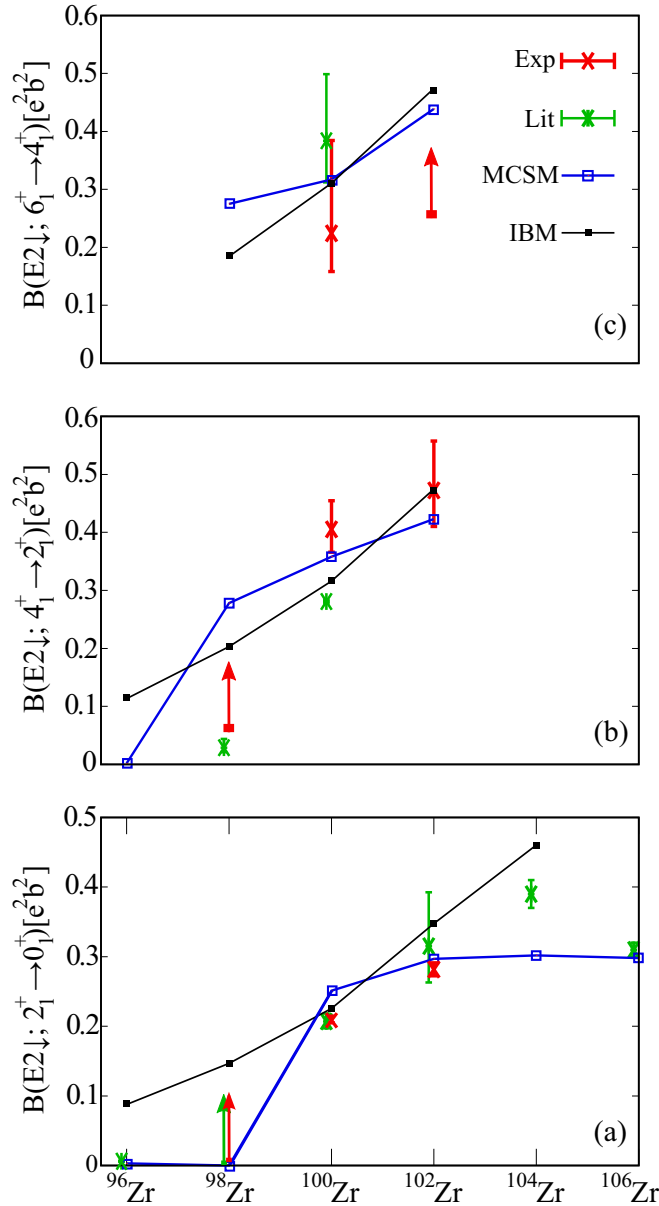 B(E2↓; 6₁⁺→4₁⁺)[e²b²]
0.6
0.5
0.4
0.3
0.2
0.1
0
Exp
Lit
MCSM
IBM
(c)
B(E2↓; 4₁⁺→2₁⁺)[e²b²]
0.5
0.4
0.3
0.2
0.1
0
(b)
B(E2↓; 2₁⁺→0₁⁺)[e²b²]
0.5
0.4
0.3
0.2
0.1
0
(a)
⁹⁶Zr ⁹⁸Zr ¹⁰⁰Zr ¹⁰²Zr ¹⁰⁴Zr ¹⁰⁶Zr